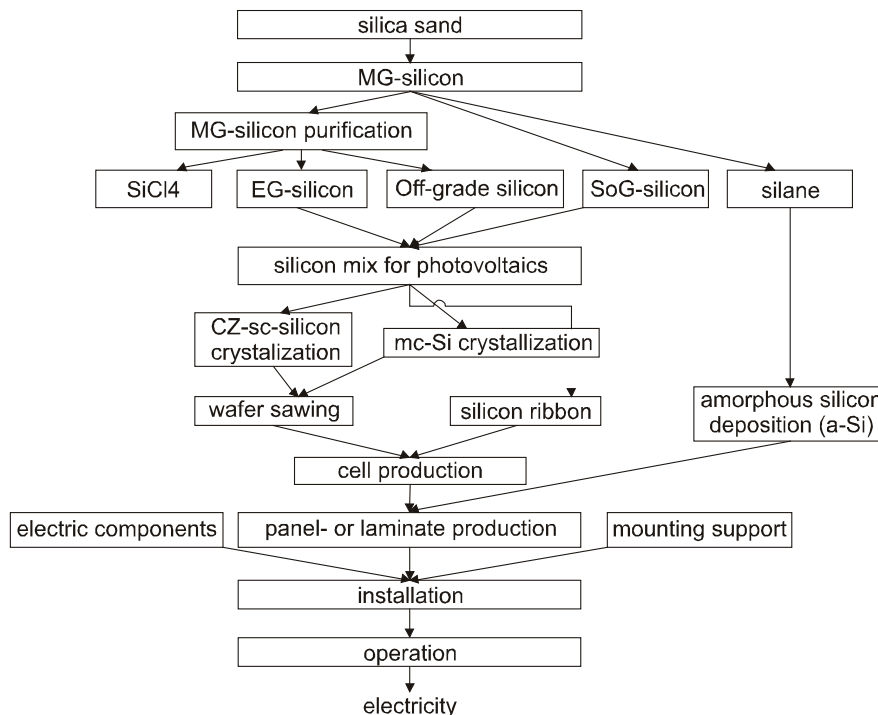 silica sand
MG-silicon
MG-silicon purification
SiCl4
EG-silicon
Off-grade silicon
SoG-silicon
silane
silicon mix for photovoltaics
CZ-sc-silicon
crystalization
mc-Si crystallization
wafer sawing
silicon ribbon
amorphous silicon
deposition (a-Si)
cell production
electric components
panel- or laminate production
mounting support
installation
operation
electricity